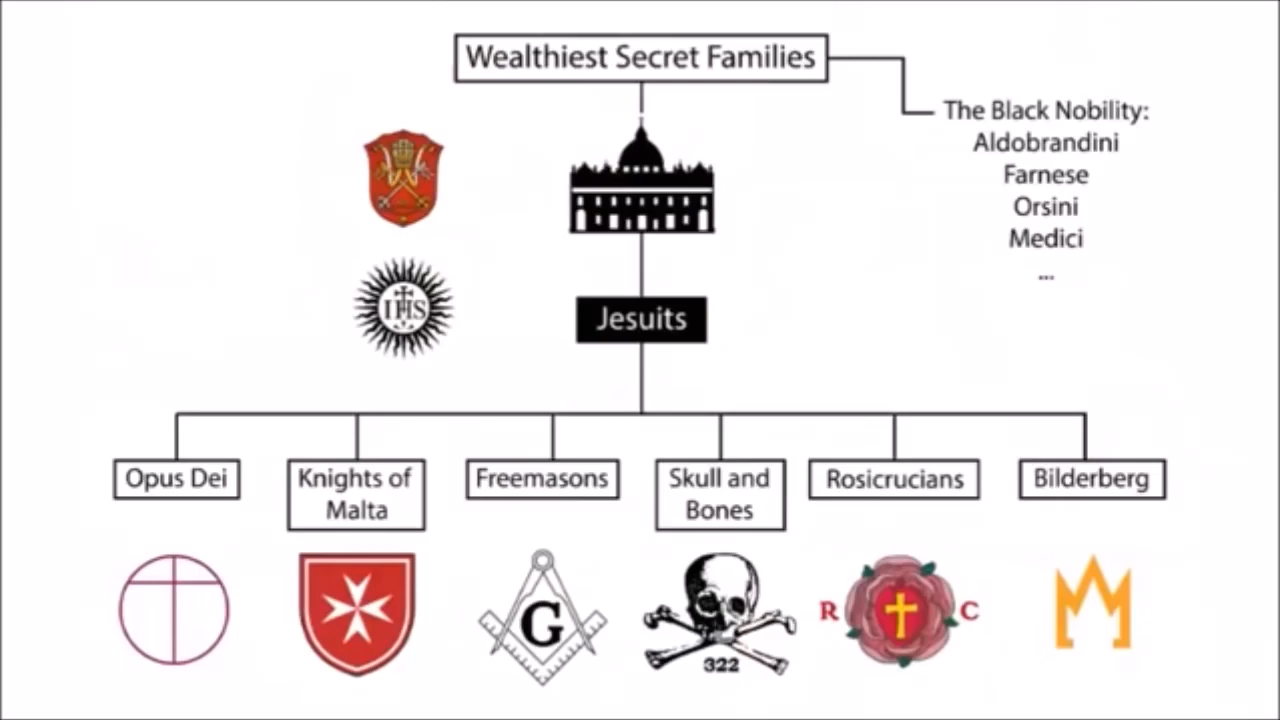 Wealthiest Secret Families
The Black Nobility:
Aldobrandini
Farnese
Orsini
Medici
...
IHS
Jesuits
Opus Dei
Knights of
Malta
Freemasons
Skull and
Bones
Rosicrucians
Bilderberg
G
322
R C